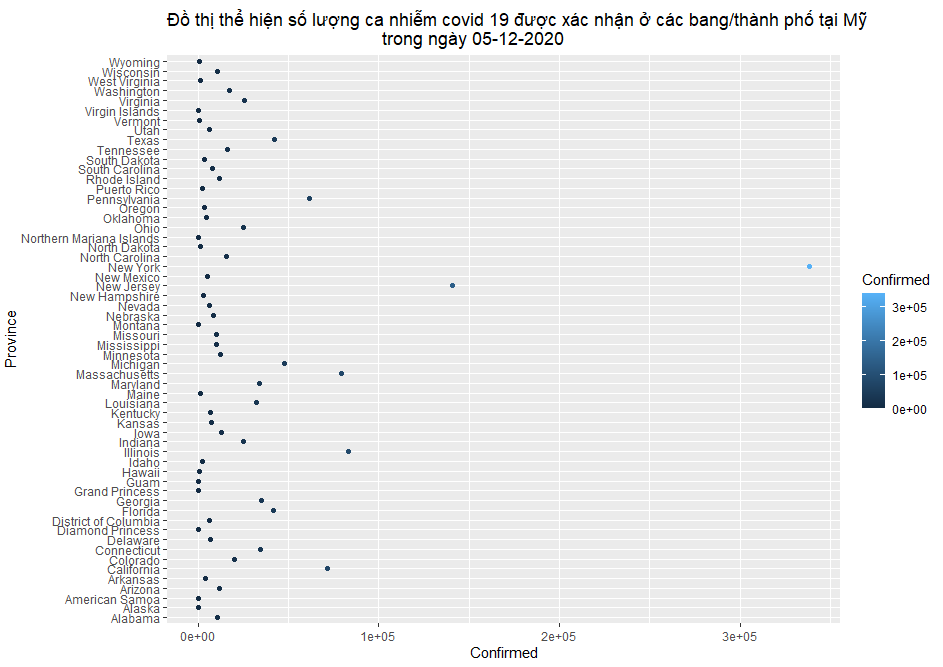 Đồ thị thể hiện số lượng ca nhiễm covid 19 được xác nhận ở các bang/thành phố tại Mỹ
trong ngày 05-12-2020
Province
Wyoming
Wisconsin
West Virginia
Washington
Virginia
Virgin Islands
Vermont
Utah
Texas
Tennessee
South Dakota
South Carolina
Rhode Island
Puerto Rico
Pennsylvania
Oregon
Oklahoma
Ohio
Northern Mariana Islands
North Dakota
North Carolina
New York
New Mexico
New Jersey
New Hampshire
Nevada
Nebraska
Montana
Missouri
Mississippi
Minnesota
Michigan
Massachusetts
Maryland
Maine
Louisiana
Kentucky
Kansas
Iowa
Indiana
Illinois
Idaho
Hawaii
Guam
Grand Princess
Georgia
Florida
District of Columbia
Diamond Princess
Delaware
Connecticut
Colorado
California
Arkansas
Arizona
American Samoa
Alaska
Alabama
0e+00 1e+05 2e+05 3e+05
Confirmed
Confirmed
3e+05
2e+05
1e+05
0e+00